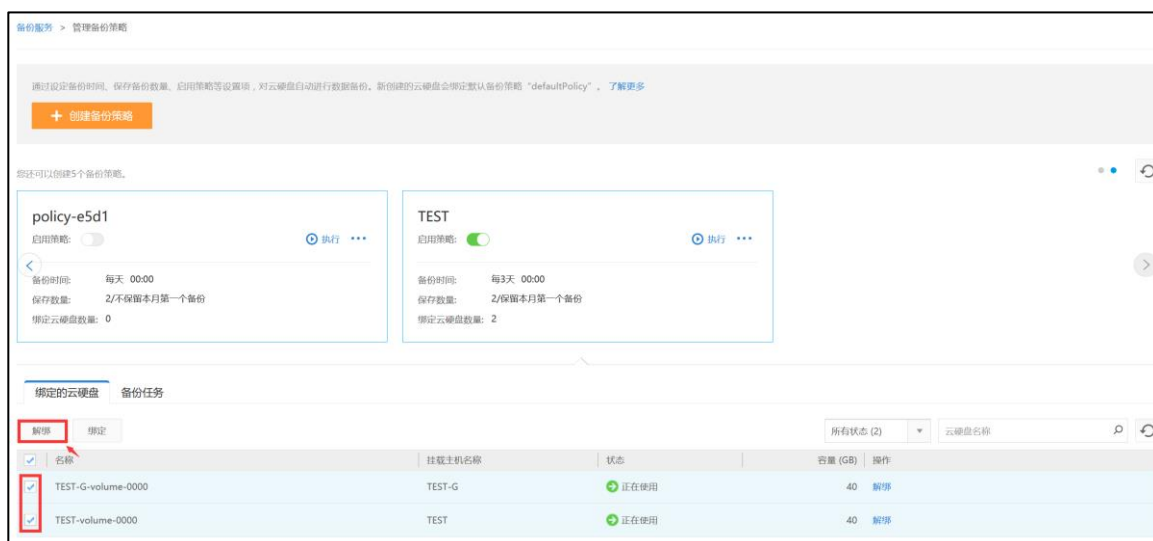 备份服务 > 管理备份策略
通过设定备份时间、保存备份数量、启用策略等设置项，对云硬盘自动进行数据备份。新创建的云硬盘会绑定默认备份策略 "defaultPolicy" 。 了解更多
+ 创建备份策略
您还可以创建5个备份策略。
policy-e5d1
启用策略: 执行 •••
备份时间: 每天 00:00
保存数量: 2/不保留本月第一个备份
绑定云硬盘数量: 0
TEST
启用策略: 执行 •••
备份时间: 每3天 00:00
保存数量: 2/保留本月第一个备份
绑定云硬盘数量: 2
绑定的云硬盘 备份任务
解绑 绑定 所有状态 (2) 云硬盘名称
名称 挂载主机名称 状态 容量 (GB) 操作
TEST-G-volume-0000 TEST-G 正在使用 40 解绑
TEST-volume-0000 TEST 正在使用 40 解绑